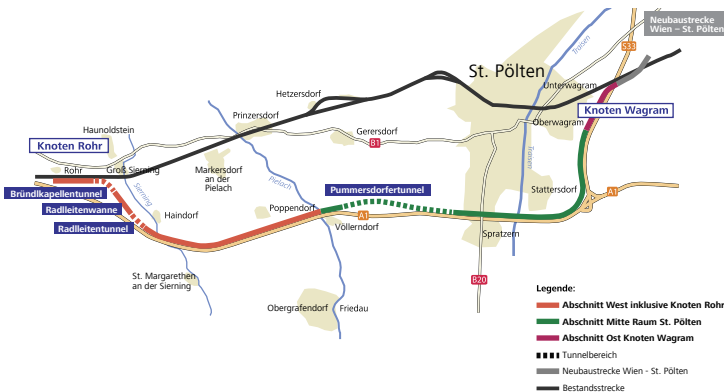 Neubaustrecke
Wien – St. Pölten
S33
Traisen
St. Pölten
Unterwagram
Hetzersdorf
Knoten Wagram
Prinzersdorf
Oberwagram
Haunoldstein
Gerersdorf
B1
Knoten Rohr
Traisen
Rohr
Groß Sierning
Markersdorf
an der
Pielach
Pielach
Bründlkapellentunnel
Sierning
Pummersdorfertunnel
Stattersdorf
A1
Radlleitenwanne
Haindorf
Poppendorf
A1
Radlleitentunnel
Völlerndorf
Spratzern
St. Margarethen
an der Sierning
B20
Legende:
Obergrafendorf
Friedau
Abschnitt West inklusive Knoten Rohr
Abschnitt Mitte Raum St. Pölten
Abschnitt Ost Knoten Wagram
Tunnelbereich
Neubaustrecke Wien - St. Pölten
Bestandsstrecke